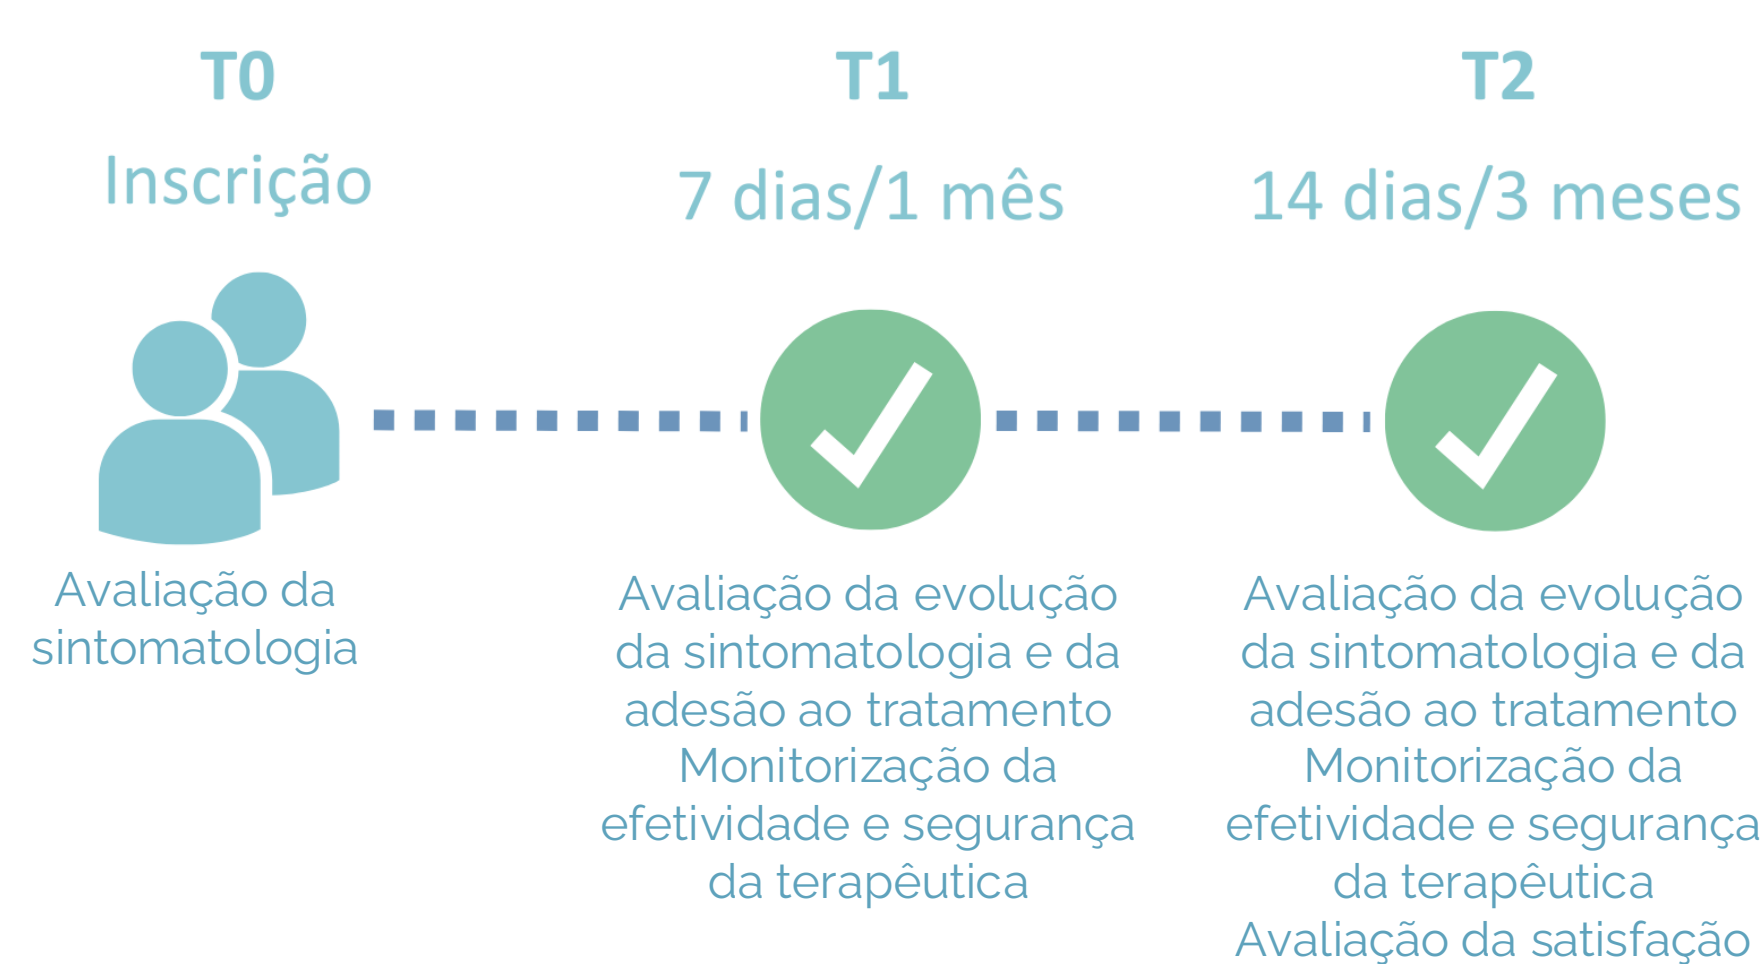 T0
Inscrição
Avaliação da
sintomatologia
T1
7 dias/1 mês
Avaliação da evolução
da sintomatologia e da
adesão ao tratamento
Monitorização da
efetividade e segurança
da terapêutica
T2
14 dias/3 meses
Avaliação da evolução
da sintomatologia e da
adesão ao tratamento
Monitorização da
efetividade e segurança
da terapêutica
Avaliação da satisfação